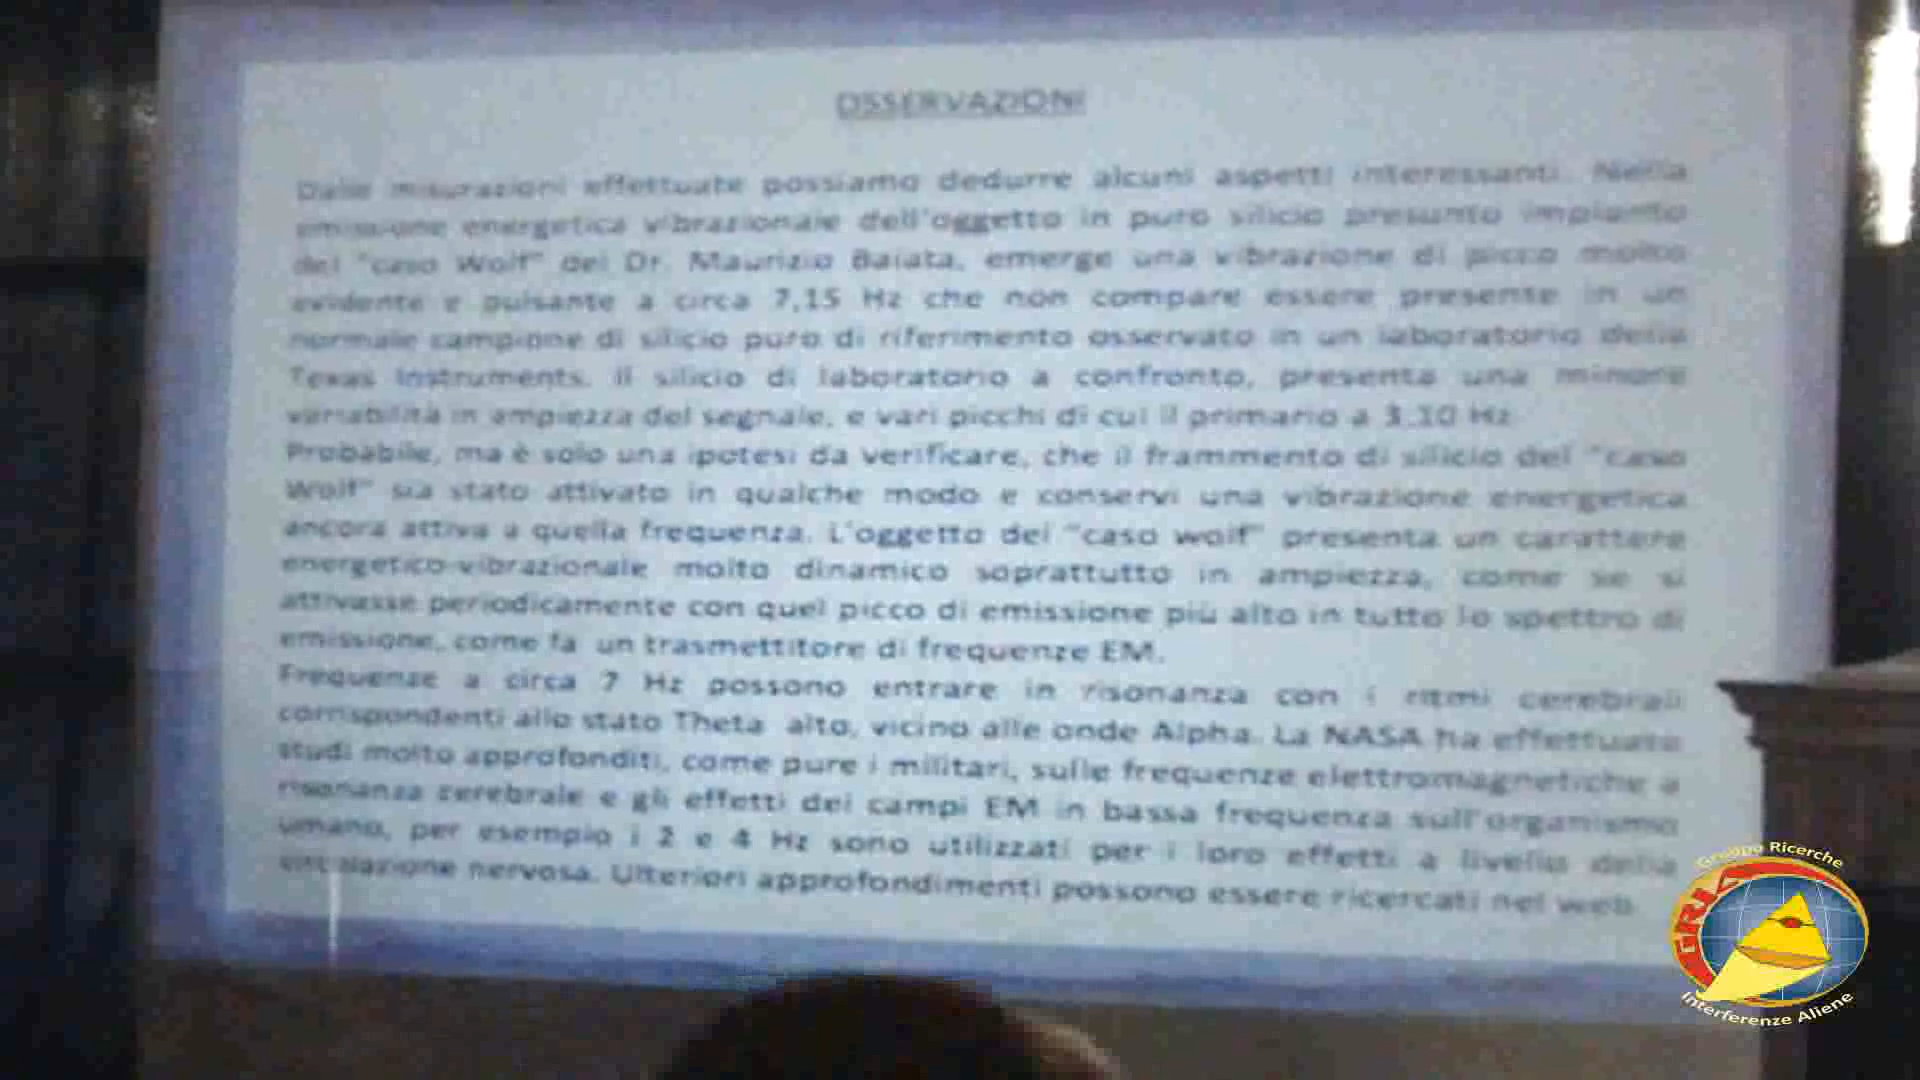 OSSERVAZIONI
Dalle misurazioni effettuate possiamo dedurre alcuni aspetti interessanti. Nella
emissione energetica vibrazionale dell'oggetto in puro silicio presunto impianto
del "caso Wolf" del Dr. Maurizio Baiata, emerge una vibrazione di picco molto
evidente e pulsante a circa 7,15 Hz che non compare essere presente in un
normale campione di silicio puro di riferimento osservato in un laboratorio della
Texas Instruments. Il silicio di laboratorio a confronto, presenta una minore
variabilità in ampiezza del segnale, e vari picchi di cui il primario a 3,10 Hz
Probabile, ma è solo una ipotesi da verificare, che il frammento di silicio del "caso
Wolf" sia stato attivato in qualche modo e conservi una vibrazione energetica
ancora attiva a quella frequenza. L'oggetto del "caso wolf" presenta un carattere
energetico-vibrazionale molto dinamico soprattutto in ampiezza, come se si
attivasse periodicamente con quel picco di emissione più alto in tutto lo spettro di
emissione, come fa un trasmettitore di frequenze EM.
Frequenze a circa 7 Hz possono entrare in risonanza con i ritmi cerebrali
corrispondenti allo stato Theta alto, vicino alle onde Alpha. La NASA ha effettuato
studi molto approfonditi, come pure i militari, sulle frequenze elettromagnetiche a
risonanza cerebrale e gli effetti dei campi EM in bassa frequenza sull'organismo
umano, per esempio i 2 e 4 Hz sono utilizzati per i loro effetti a livello della
nervosa. Ulteriori approfondimenti possono essere ricercati nel web.
Gruppo Ricerche
GRIA
Interferenze Aliene